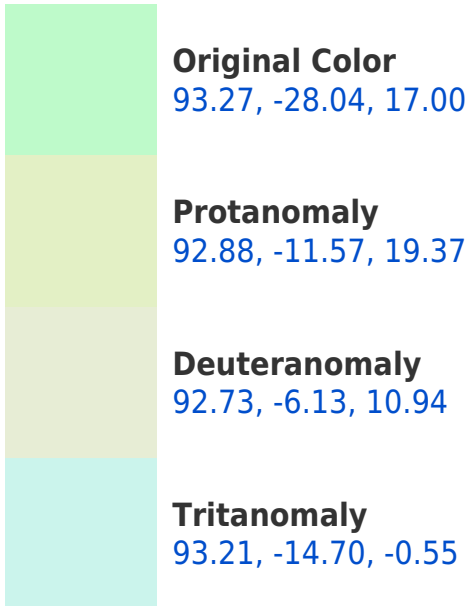 Original Color
93.27, -28.04, 17.00
Protanomaly
92.88, -11.57, 19.37
Deuteranomaly
92.73, -6.13, 10.94
Tritanomaly
93.21, -14.70, -0.55